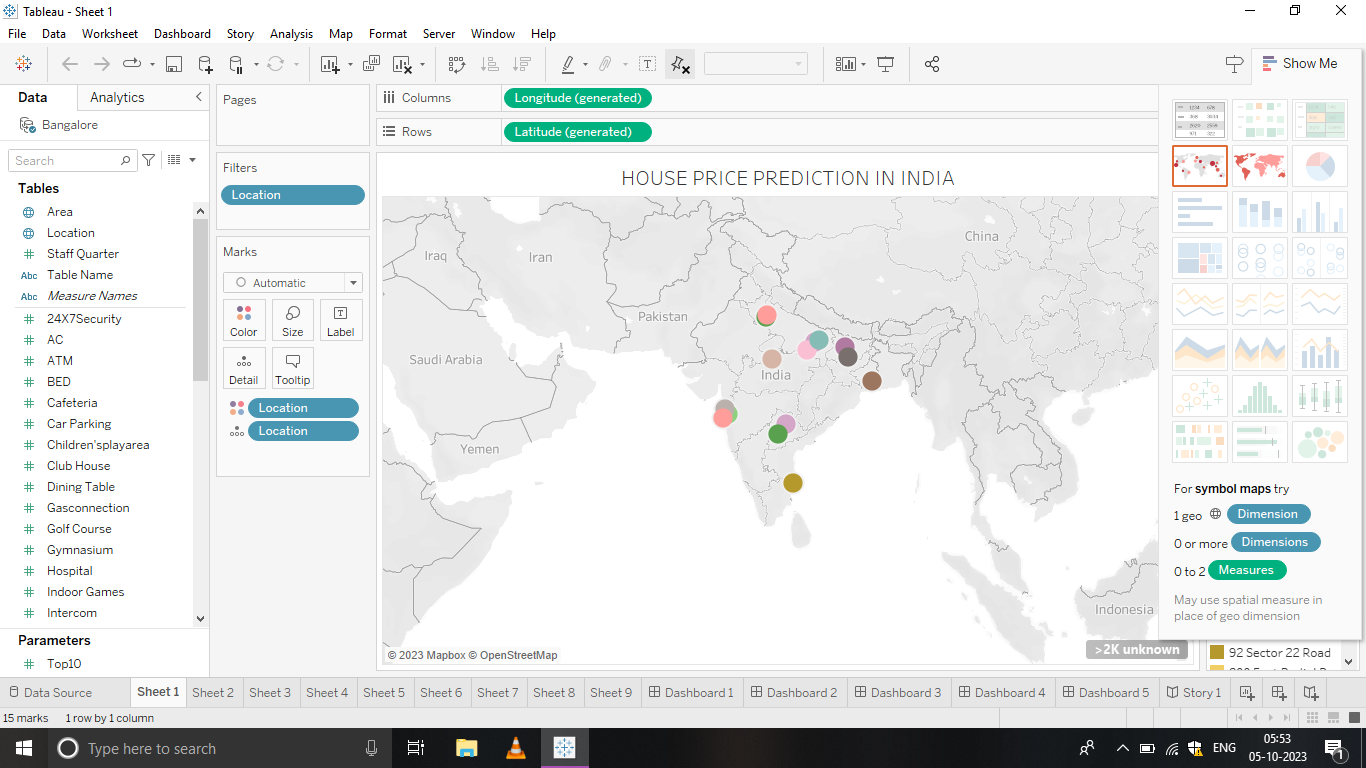 Tableau - Sheet 1
File Data Worksheet Dashboard Story Analysis Map Format Server Window Help
Show Me
Data Analytics
Bangalore
Search
Tables
Area
Location
Staff Quarter
Abc Table Name
Abc Measure Names
24X7Security
AC
ATM
BED
Cafeteria
Car Parking
Children'splayarea
Club House
Dining Table
Gasconnection
Golf Course
Gymnasium
Hospital
Indoor Games
Intercom
Parameters
Top10
Pages
Filters
Location
Marks
Automatic
Color Size Label
Detail Tooltip
Location
Location
Columns Longitude (generated)
Rows Latitude (generated)
HOUSE PRICE PREDICTION IN INDIA
China
Iraq
Iran
Pakistan
Saudi Arabia
India
Yemen
Indonesia
© 2023 Mapbox © OpenStreetMap
>2K unknown
For symbol maps try
1 geo Dimension
0 or more Dimensions
0 to 2 Measures
May use spatial measure in
place of geo dimension
92 Sector 22 Road
Data Source Sheet 1 Sheet 2 Sheet 3 Sheet 4 Sheet 5 Sheet 6 Sheet 7 Sheet 8 Sheet 9 Dashboard 1 Dashboard 2 Dashboard 3 Dashboard 4 Dashboard 5 Story 1
15 marks 1 row by 1 column
Type here to search
ENG
05:53
05-10-2023
1